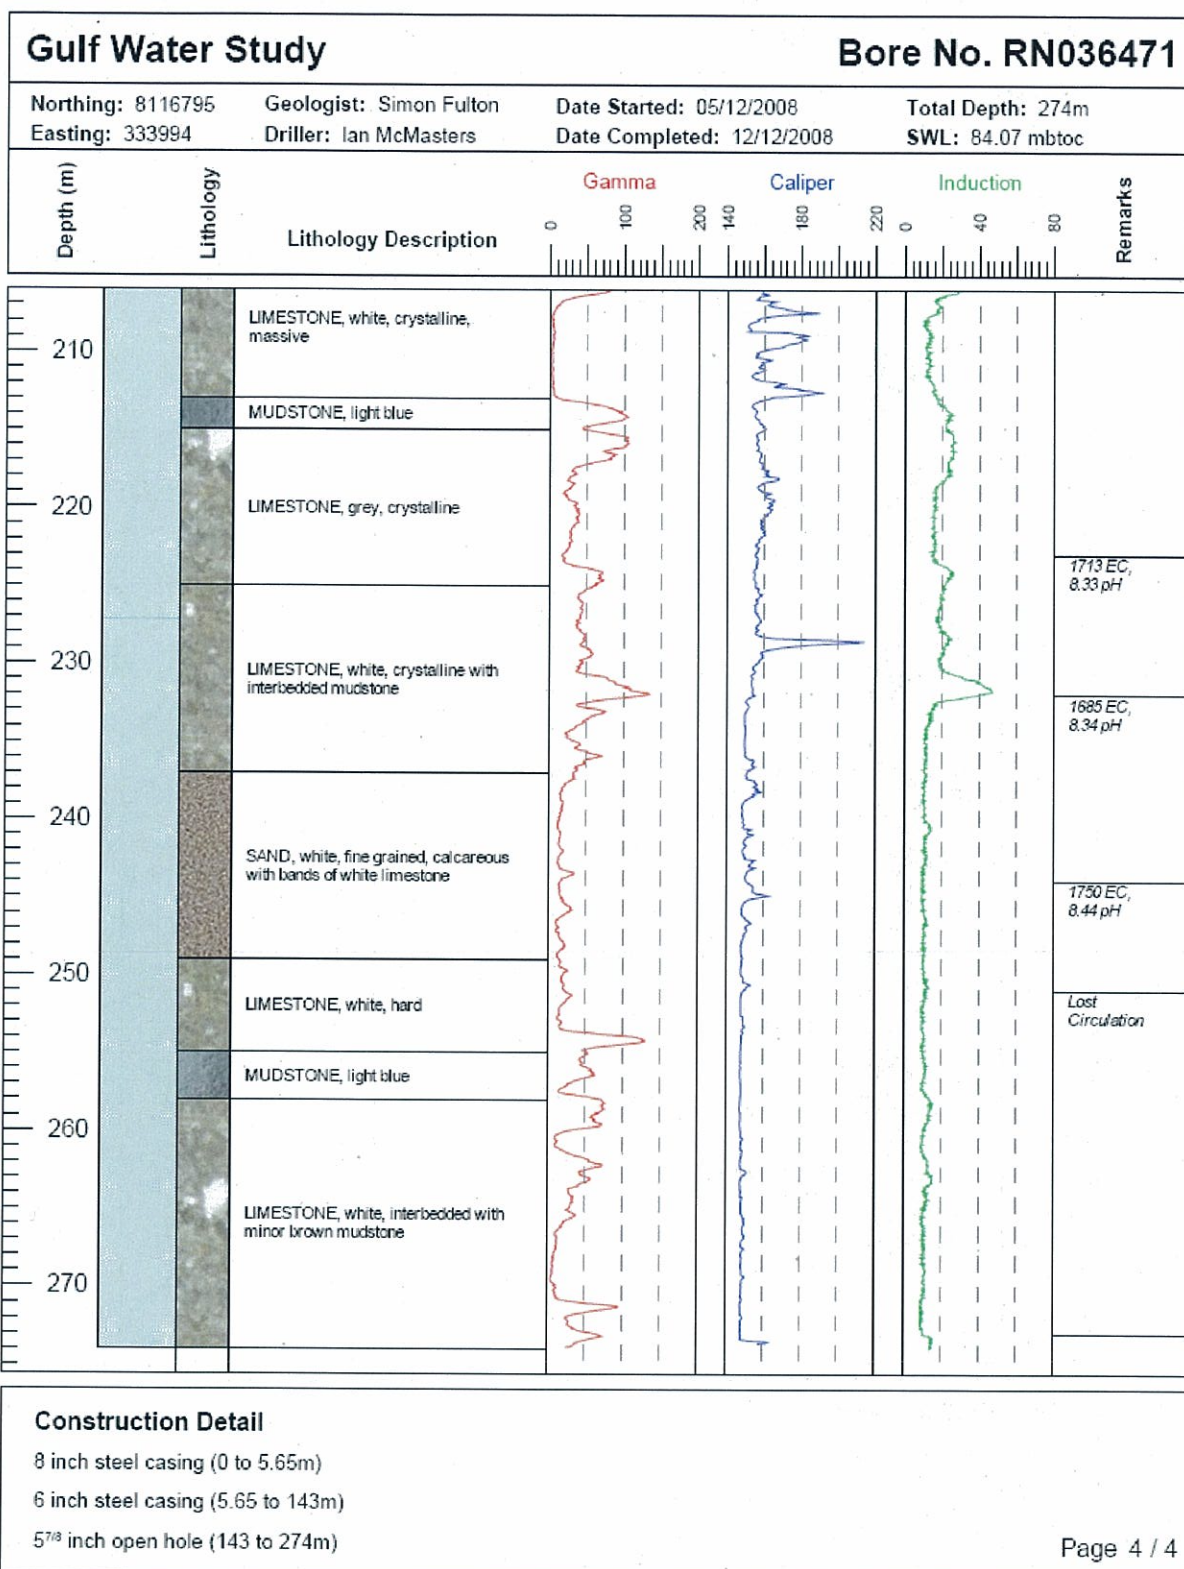 Gulf Water Study
Bore No. RN036471
Northing: 8116795
Geologist: Simon Fulton
Date Started: 05/12/2008
Total Depth: 274m
Easting: 333994
Driller: Ian McMasters
Date Completed: 12/12/2008
SWL: 84.07 mbtoc
Depth (m)
Lithology
Lithology Description
Gamma
0
100
200
Caliper
140
180
220
Induction
0
40
80
Remarks
LIMESTONE, white, crystalline,
massive
210
MUDSTONE, light blue
LIMESTONE, grey, crystalline
220
1713 EC,
8.33 pH
LIMESTONE, white, crystalline with
interbedded mudstone
230
1685 EC,
8.34 pH
240
SAND, white, fine grained, calcareous
with bands of white limestone
1750 EC,
8.44 pH
250
LIMESTONE, white, hard
Lost
Circulation
MUDSTONE, light blue
260
LIMESTONE, white, interbedded with
minor brown mudstone
270
Construction Detail
8 inch steel casing (0 to 5.65m)
6 inch steel casing (5.65 to 143m)
5⁷/⁸ inch open hole (143 to 274m)
Page 4 / 4